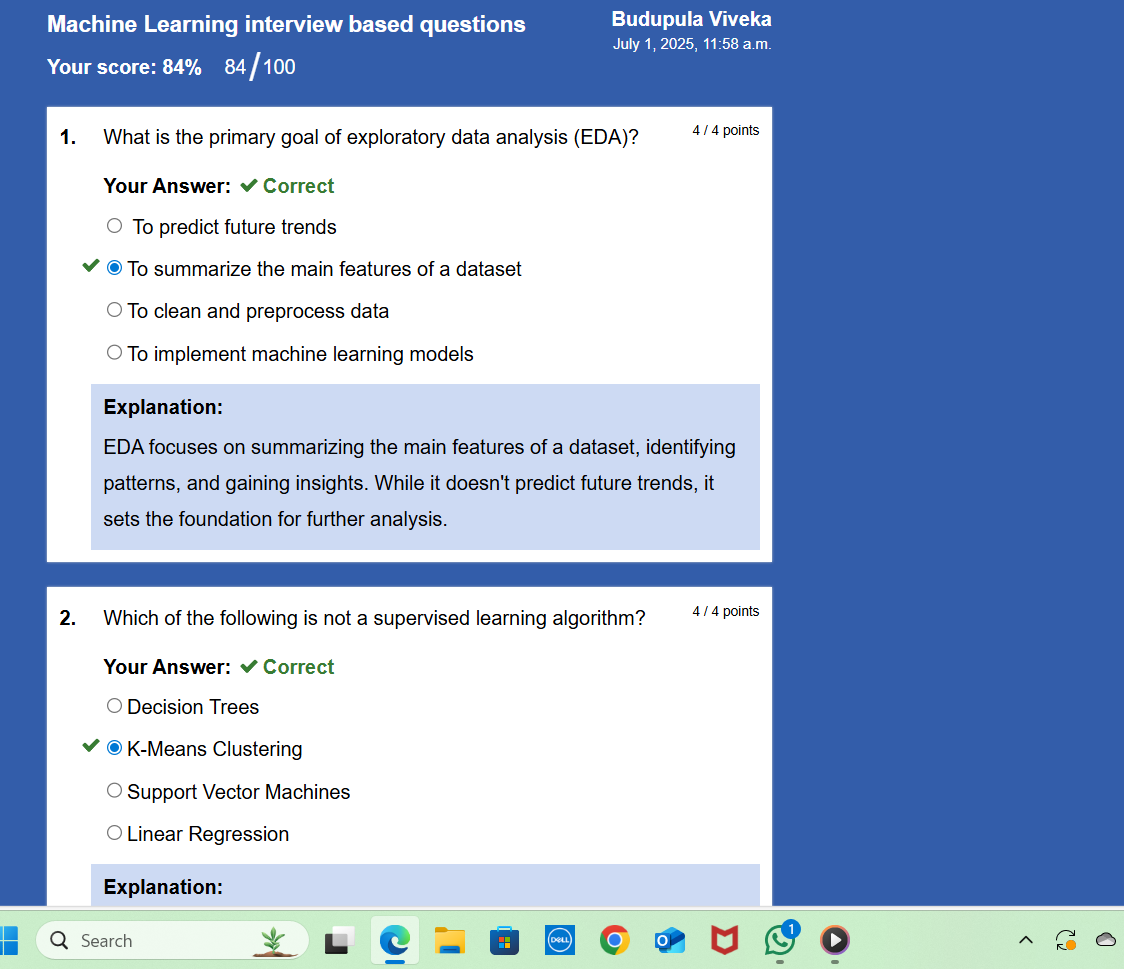 Machine Learning interview based questions
Budupula Viveka
July 1, 2025, 11:58 a.m.
Your score: 84% 84/100
1. What is the primary goal of exploratory data analysis (EDA)? 4 / 4 points
Your Answer: ✔ Correct
To predict future trends
To summarize the main features of a dataset
To clean and preprocess data
To implement machine learning models
Explanation:
EDA focuses on summarizing the main features of a dataset, identifying
patterns, and gaining insights. While it doesn't predict future trends, it
sets the foundation for further analysis.
2. Which of the following is not a supervised learning algorithm? 4 / 4 points
Your Answer: ✔ Correct
Decision Trees
K-Means Clustering
Support Vector Machines
Linear Regression
Explanation:
Search
DELL
1